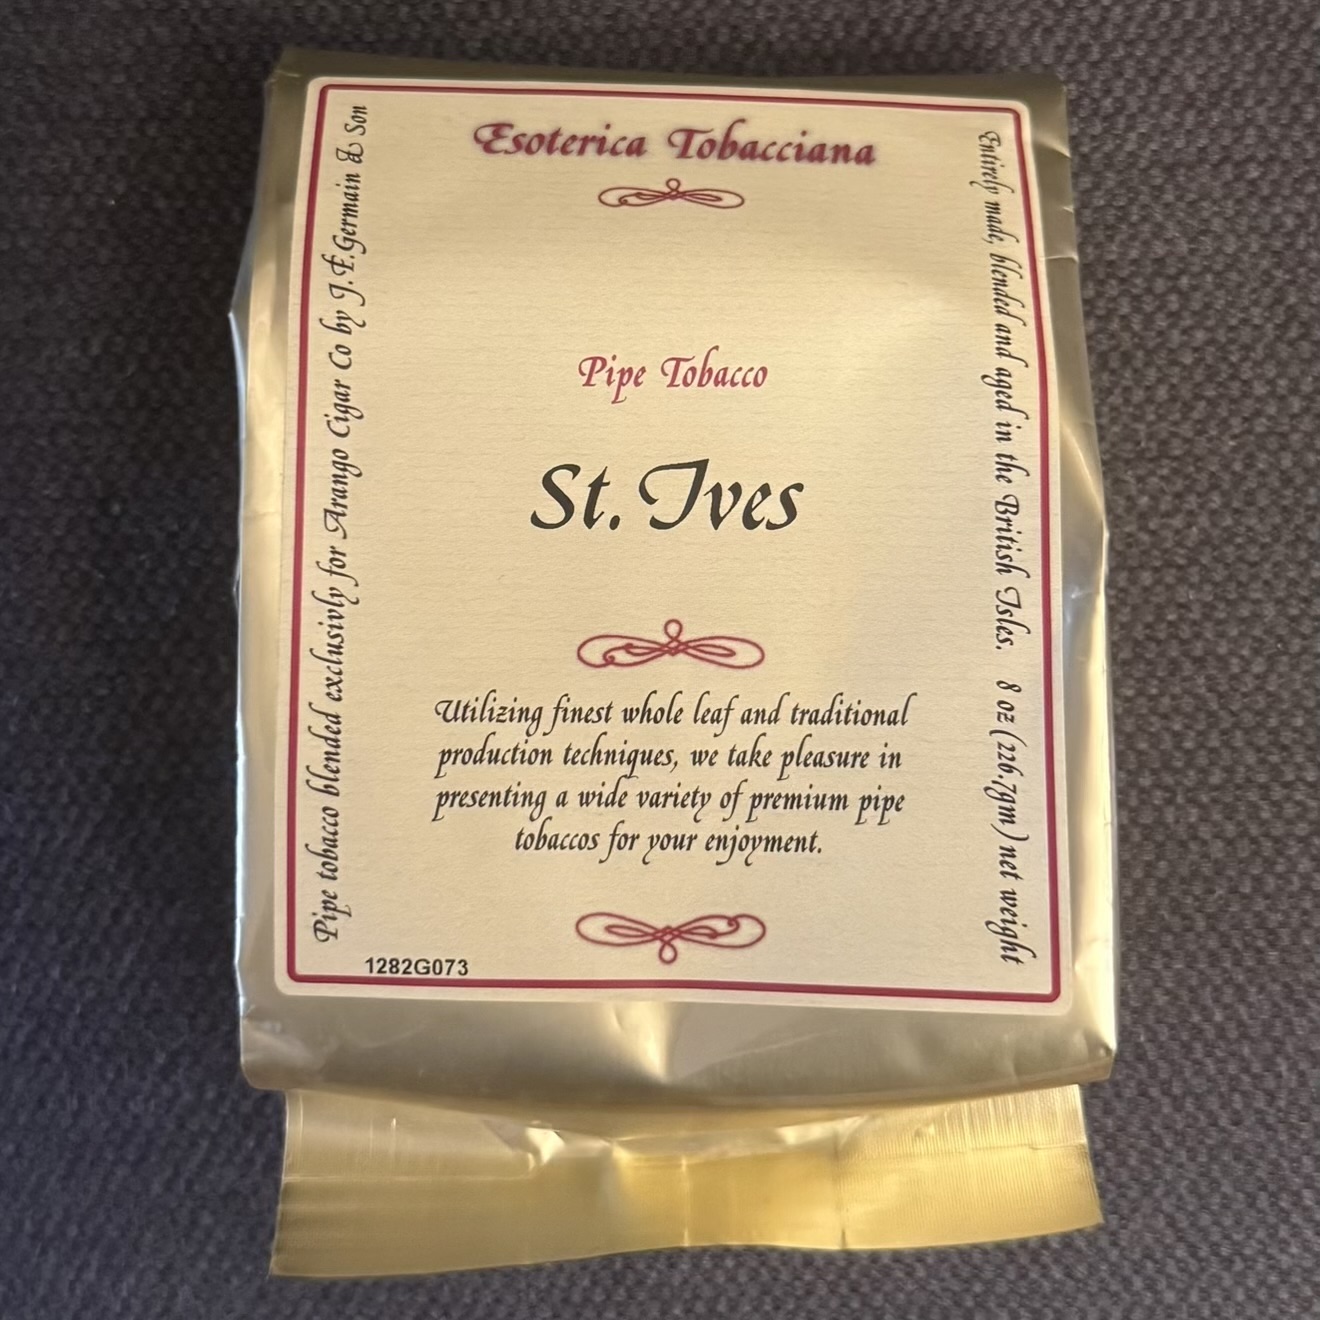 Esoterica Tobacciana
Pipe Tobacco
St. Ives
Utilizing finest whole leaf and traditional
production techniques, we take pleasure in
presenting a wide variety of premium pipe
tobaccos for your enjoyment.
1282G073
Pipe tobacco blended exclusivly for Arango Cigar Co by J.E.Germain & Son
Entirely made, blended and aged in the British Isles. 8 oz (226.7gm) net weight